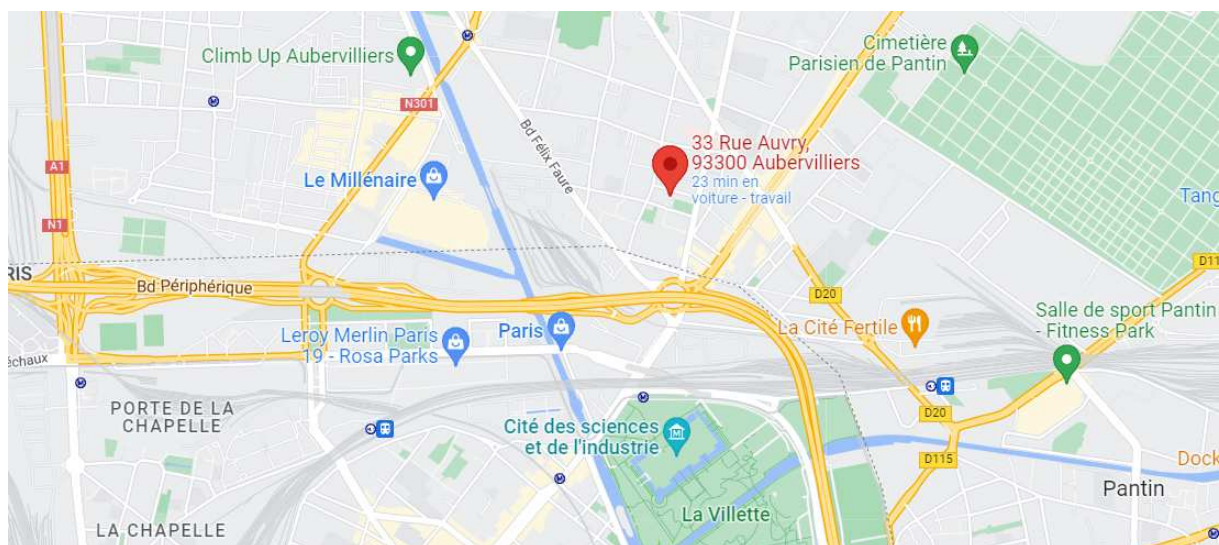 Climb Up Aubervilliers
Cimetière
Parisien de Pantin
N301
Bd Félix Faure
33 Rue Auvry,
93300 Aubervilliers
23 min en
voiture - travail
A1
Le Millénaire
Tang
N1
RIS
Bd Périphérique
D11
D20
Salle de sport Pantin
- Fitness Park
La Cité Fertile
Paris
Leroy Merlin Paris
19 - Rosa Parks
échaux
PORTE DE LA
CHAPELLE
D20
Cité des sciences
et de l'industrie
D115
Dock
Pantin
La Villette
LA CHAPELLE